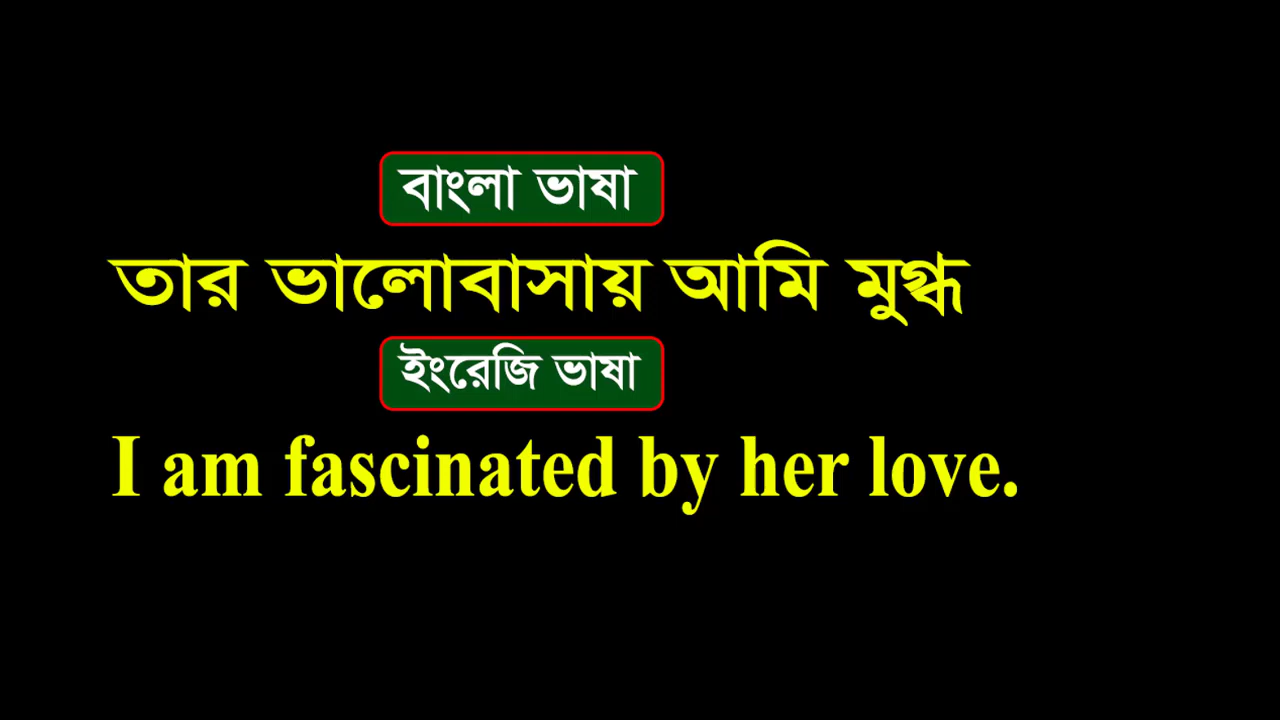 বাংলা ভাষা
তার ভালোবাসায় আমি মুগ্ধ
ইংরেজি ভাষা
I am fascinated by her love.